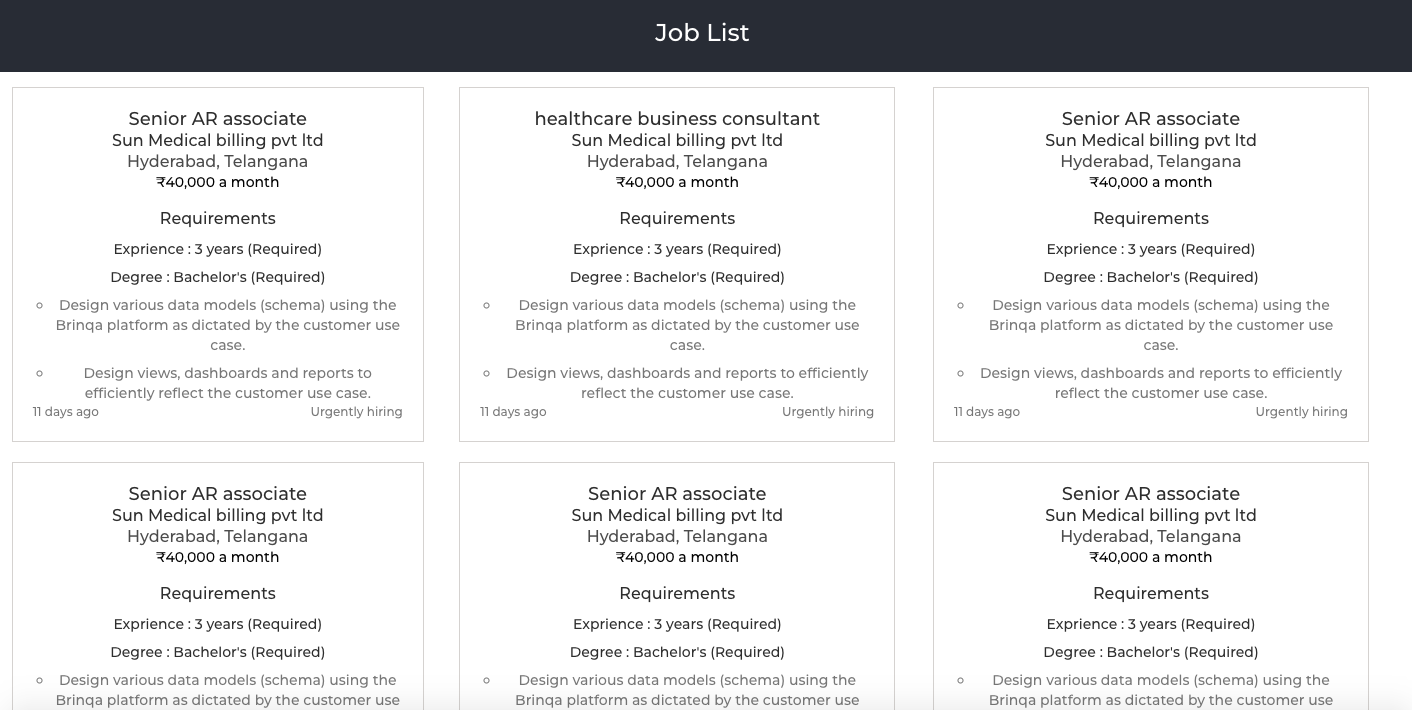 Job List
Senior AR associate
Sun Medical billing pvt ltd
Hyderabad, Telangana
₹40,000 a month
Requirements
Exprience : 3 years (Required)
Degree : Bachelor's (Required)
Design various data models (schema) using the
Brinqa platform as dictated by the customer use
case.
Design views, dashboards and reports to
efficiently reflect the customer use case.
11 days ago
Urgently hiring
healthcare business consultant
Sun Medical billing pvt ltd
Hyderabad, Telangana
₹40,000 a month
Requirements
Exprience : 3 years (Required)
Degree : Bachelor's (Required)
Design various data models (schema) using the
Brinqa platform as dictated by the customer use
case.
Design views, dashboards and reports to efficiently
reflect the customer use case.
11 days ago
Urgently hiring
Senior AR associate
Sun Medical billing pvt ltd
Hyderabad, Telangana
₹40,000 a month
Requirements
Exprience : 3 years (Required)
Degree : Bachelor's (Required)
Design various data models (schema) using the
Brinqa platform as dictated by the customer use
case.
Design views, dashboards and reports to efficiently
reflect the customer use case.
11 days ago
Urgently hiring
Senior AR associate
Sun Medical billing pvt ltd
Hyderabad, Telangana
₹40,000 a month
Requirements
Exprience : 3 years (Required)
Degree : Bachelor's (Required)
Design various data models (schema) using the
Brinqa platform as dictated by the customer use
Senior AR associate
Sun Medical billing pvt ltd
Hyderabad, Telangana
₹40,000 a month
Requirements
Exprience : 3 years (Required)
Degree : Bachelor's (Required)
Design various data models (schema) using the
Brinqa platform as dictated by the customer use
Senior AR associate
Sun Medical billing pvt ltd
Hyderabad, Telangana
₹40,000 a month
Requirements
Exprience : 3 years (Required)
Degree : Bachelor's (Required)
Design various data models (schema) using the
Brinqa platform as dictated by the customer use